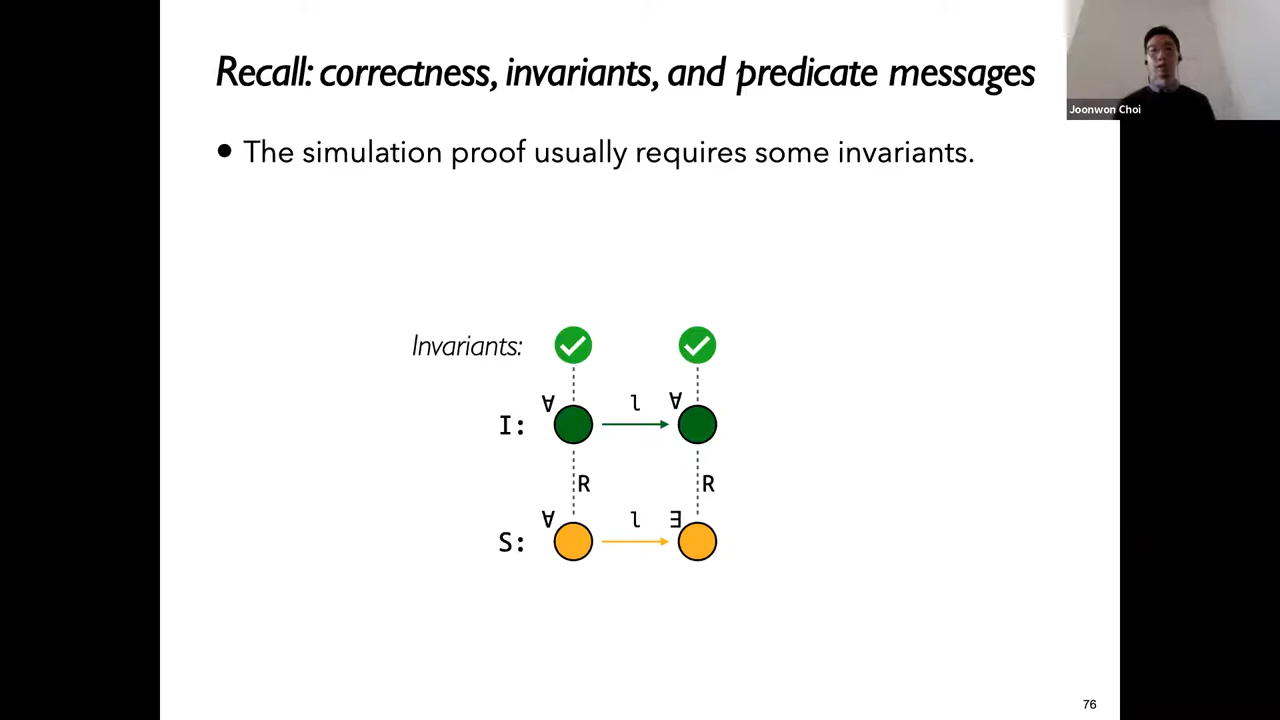 Recall: correctness, invariants, and predicate messages
Joonwon Choi
● The simulation proof usually requires some invariants.
Invariants:
∀ l ∀
I:
R R
∀ l ∃
S:
76